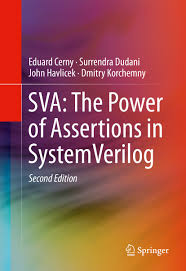 Eduard Cerny · Surrendra Dudani
John Havlicek · Dmitry Korchemny
SVA: The Power
of Assertions in
SystemVerilog
Second Edition
Springer